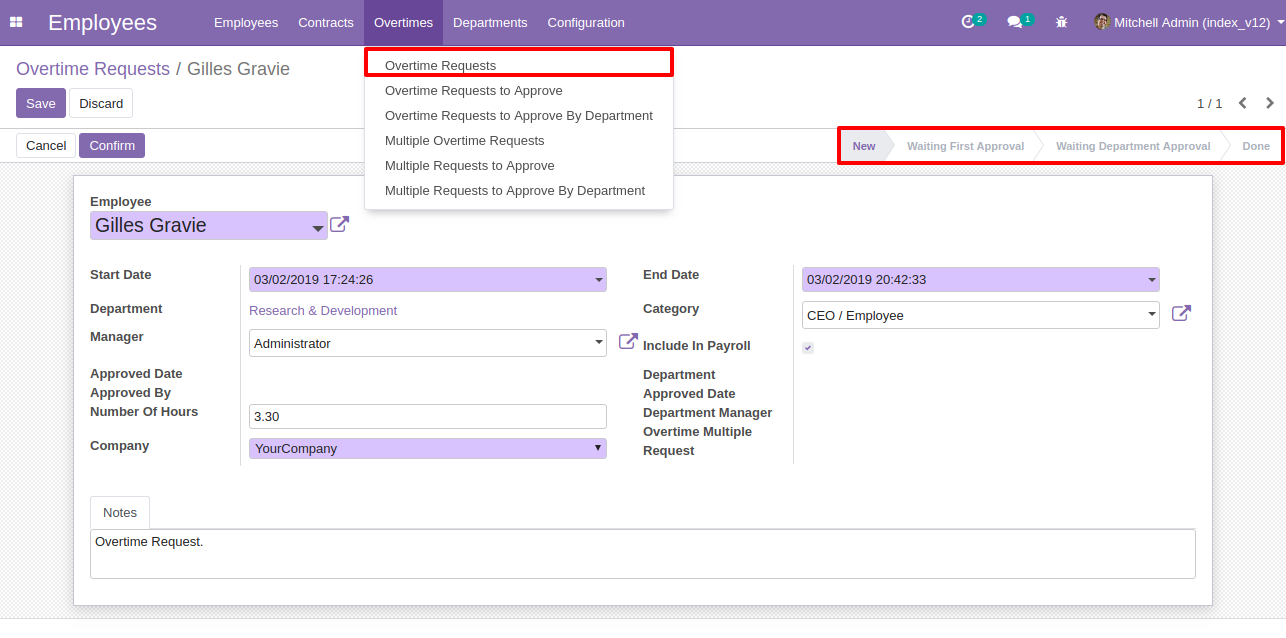 Employees
Employees Contracts Overtimes Departments Configuration
2 1 Mitchell Admin (index_v12)
Overtime Requests / Gilles Gravie
Save Discard
1 / 1
Overtime Requests
Overtime Requests to Approve
Overtime Requests to Approve By Department
Multiple Overtime Requests
Multiple Requests to Approve
Multiple Requests to Approve By Department
Cancel Confirm
New Waiting First Approval Waiting Department Approval Done
Employee
Gilles Gravie
Start Date 03/02/2019 17:24:26
Department Research & Development
Manager Administrator
Approved Date
Approved By
Number Of Hours 3.30
Company YourCompany
End Date 03/02/2019 20:42:33
Category CEO / Employee
Include In Payroll
Department
Approved Date
Department Manager
Overtime Multiple
Request
Notes
Overtime Request.